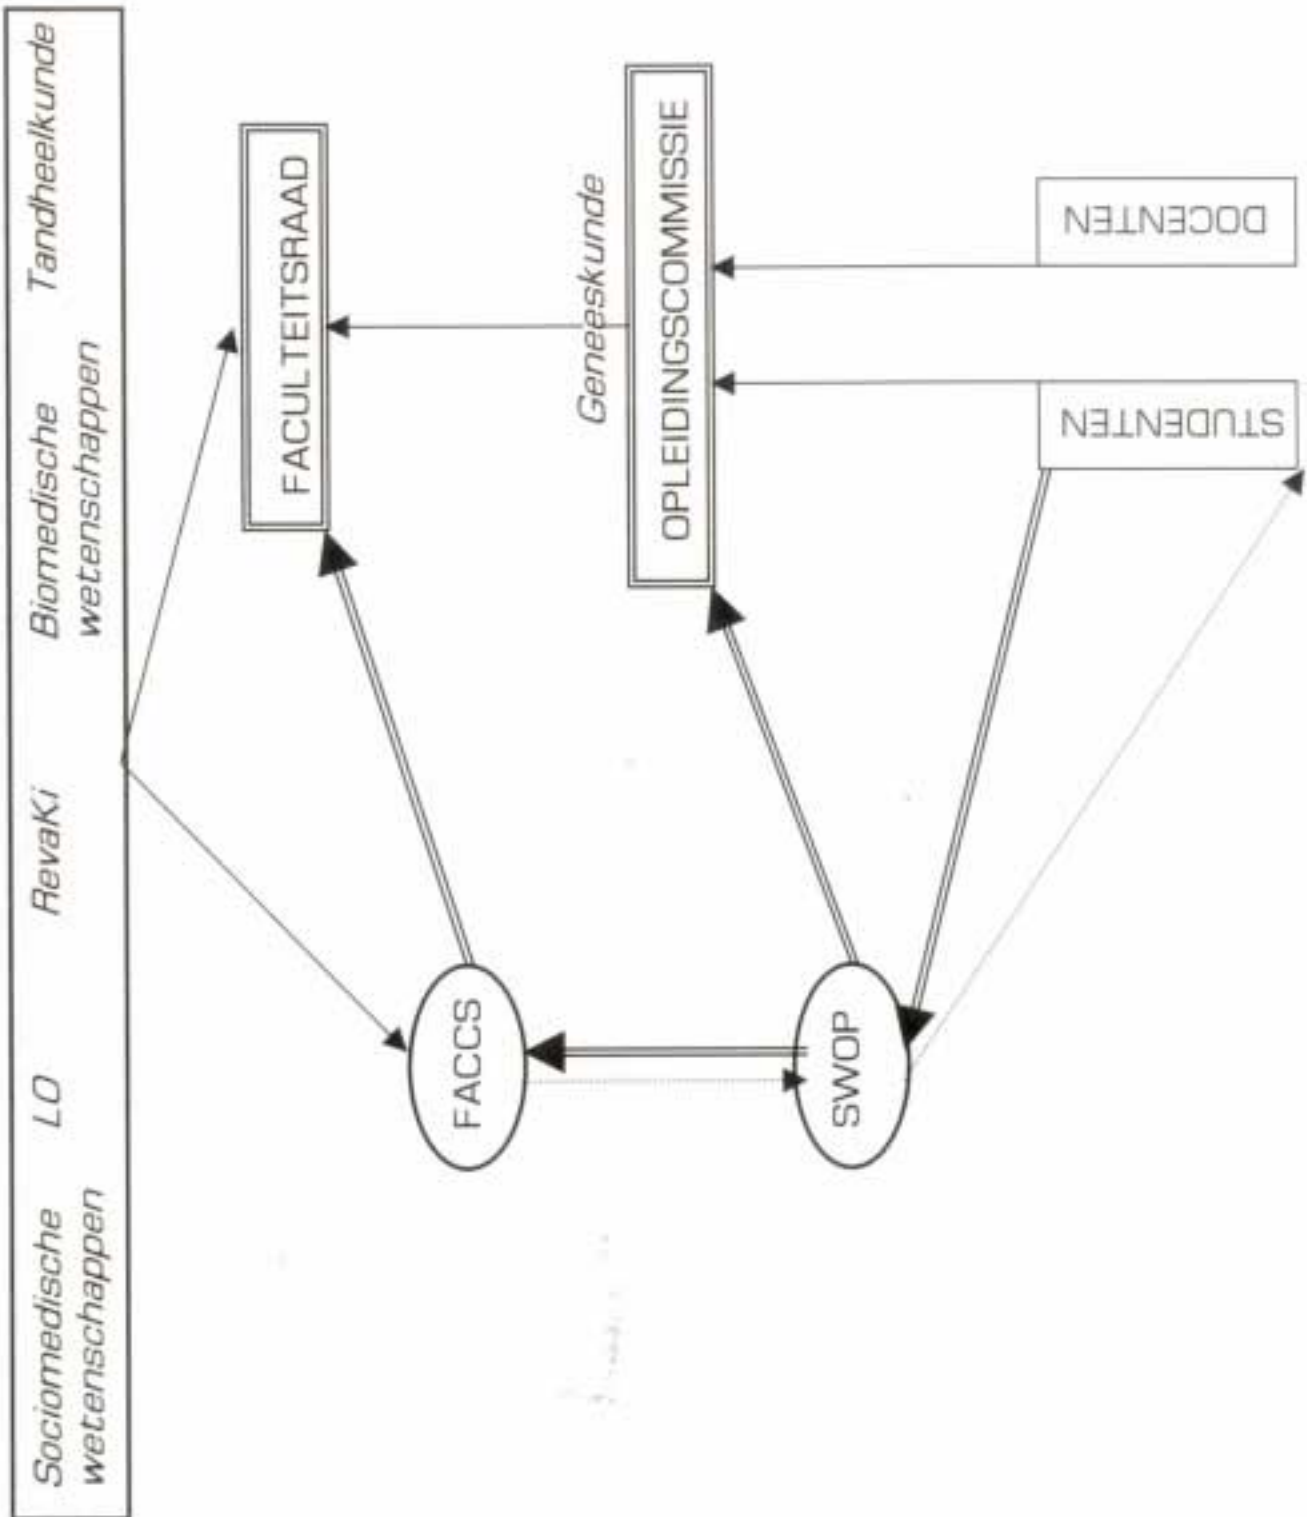 Sociomedische
wetenschappen
LO
RevaKi
Biomedische
wetenschappen
Tandheelkunde
FACULTEITSRAAD
FACCS
Geneeskunde
OPLEIDINGSCOMMISSIE
SWOP
STUDENTEN
DOCENTEN